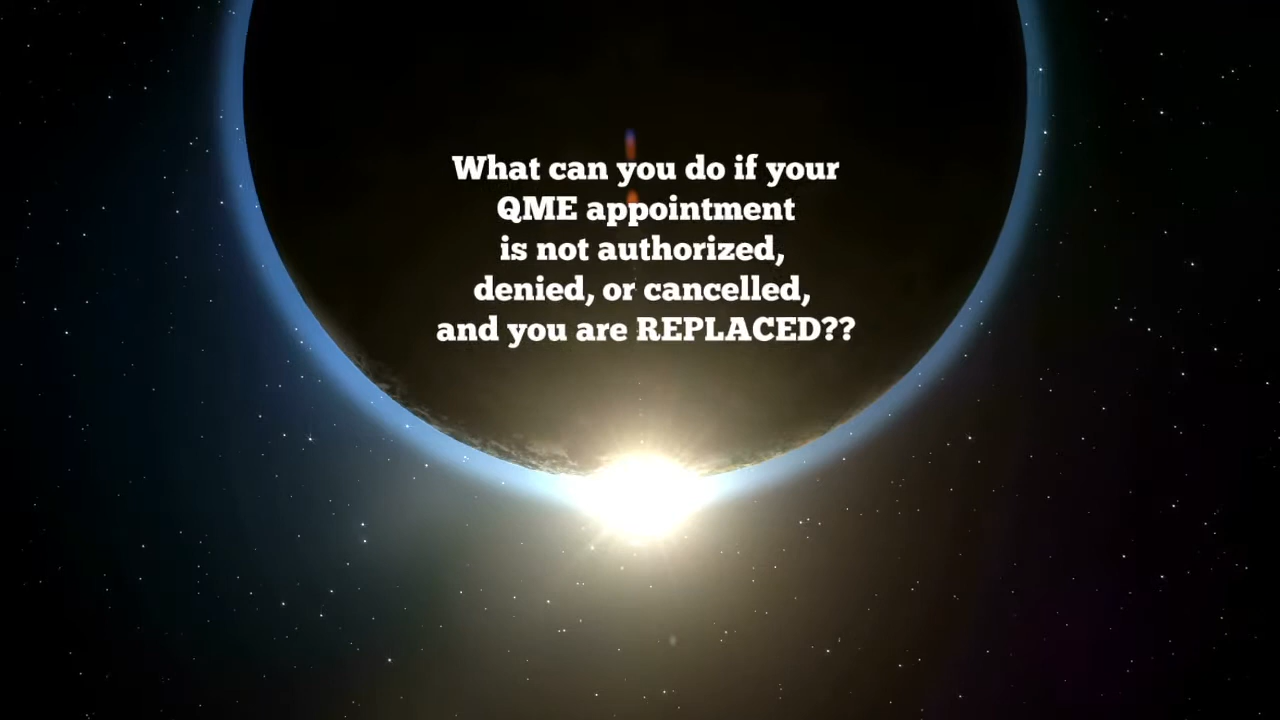 What can you do if your
QME appointment
is not authorized,
denied, or cancelled,
and you are REPLACED??